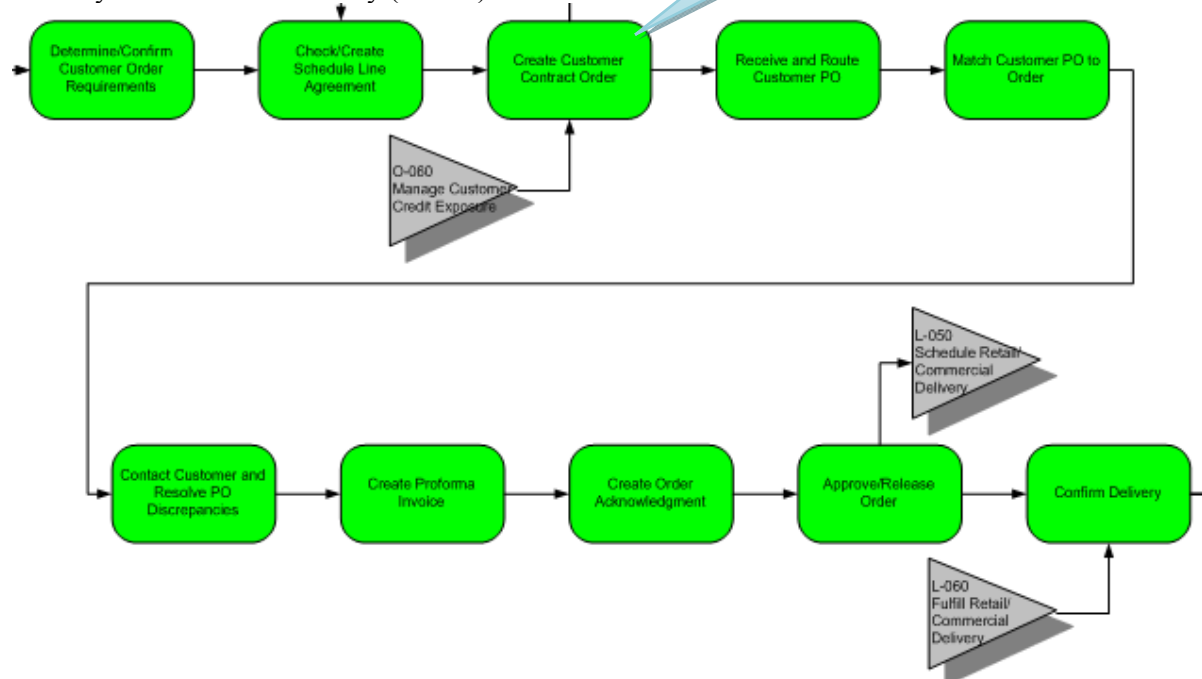 Determine/Confirm
Customer Order
Requirements
Check/Create
Schedule Line
Agreement
Create Customer
Contract Order
Receive and Route
Customer PO
Match Customer PO to
Order
O-060
Manage Customer
Credit Exposure
L-050
Schedule Retail/
Commercial
Delivery
Contact Customer and
Resolve PO
Discrepancies
Create Proforma
Invoice
Create Order
Acknowledgment
Approve/Release
Order
Confirm Delivery
L-060
Fulfill Retail/
Commercial
Delivery